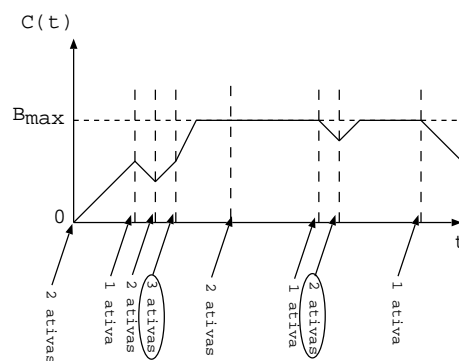 C(t)
Bmax
0
t
2 ativas
1 ativa
2 ativas
3 ativas
2 ativas
1 ativa
2 ativas
1 ativa